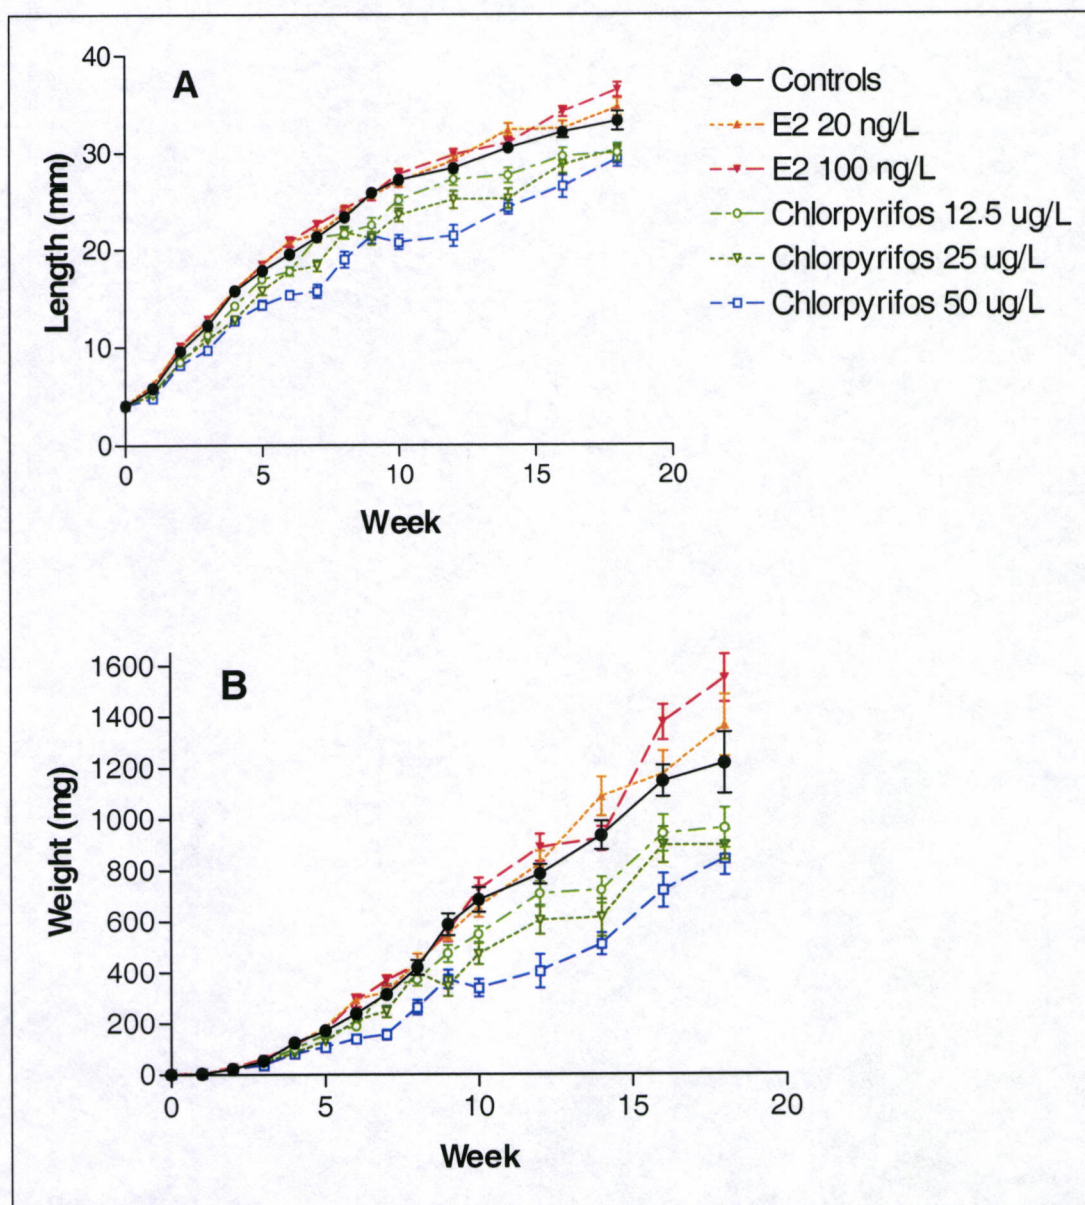 A
40
30
20
10
0
Length (mm)
0 5 10 15 20
Week
Controls
E2 20 ng/L
E2 100 ng/L
Chlorpyrifos 12.5 ug/L
Chlorpyrifos 25 ug/L
Chlorpyrifos 50 ug/L
B
1600
1400
1200
1000
800
600
400
200
0
Weight (mg)
0 5 10 15 20
Week